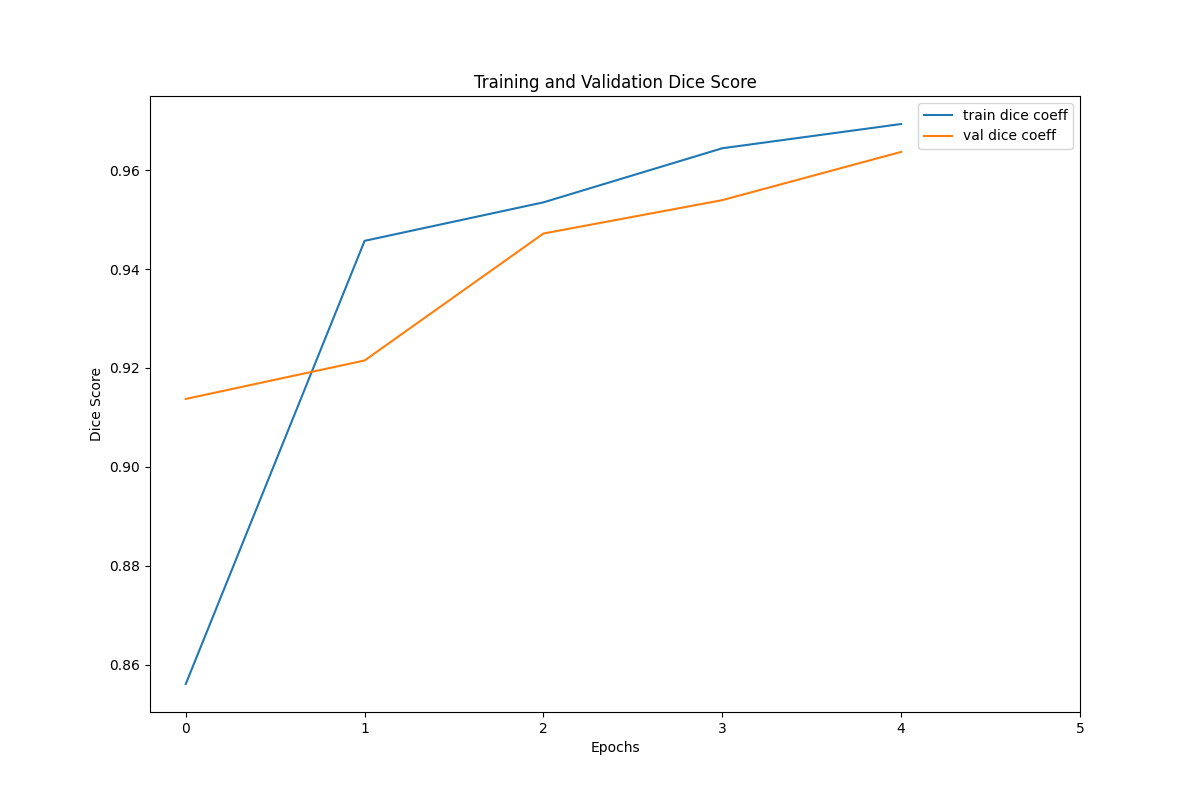 Training and Validation Dice Score
train dice coeff
val dice coeff
0.96
0.94
0.92
0.90
0.88
0.86
Dice Score
0 1 2 3 4 5
Epochs